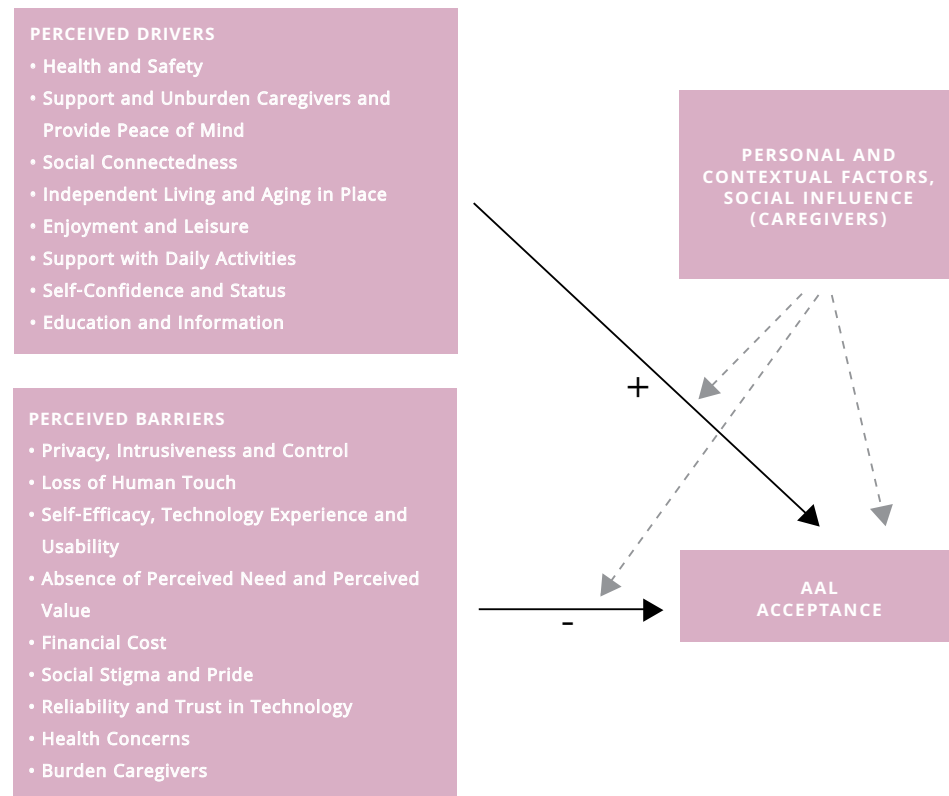 PERCEIVED DRIVERS
• Health and Safety
• Support and Unburden Caregivers and
Provide Peace of Mind
• Social Connectedness
• Independent Living and Aging in Place
• Enjoyment and Leisure
• Support with Daily Activities
• Self-Confidence and Status
• Education and Information
PERCEIVED BARRIERS
• Privacy, Intrusiveness and Control
• Loss of Human Touch
• Self-Efficacy, Technology Experience and
Usability
• Absence of Perceived Need and Perceived
Value
• Financial Cost
• Social Stigma and Pride
• Reliability and Trust in Technology
• Health Concerns
• Burden Caregivers
+
-
PERSONAL AND
CONTEXTUAL FACTORS,
SOCIAL INFLUENCE
(CAREGIVERS)
AAL
ACCEPTANCE